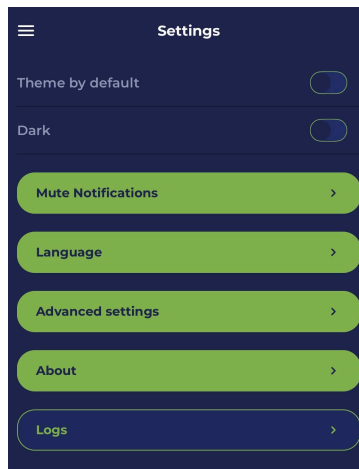 Settings
Theme by default
Dark
Mute Notifications
Language
Advanced settings
About
Logs